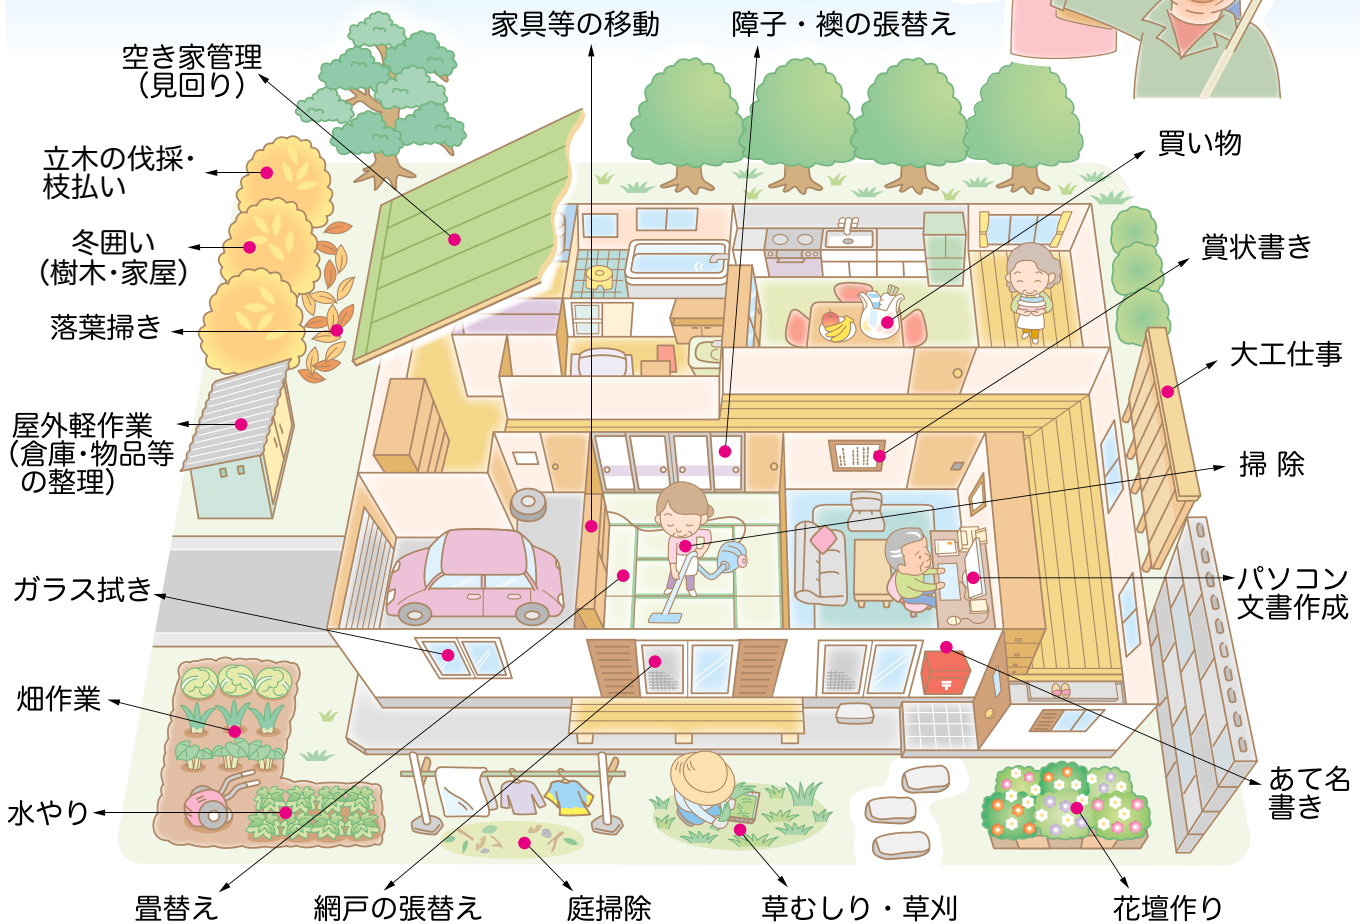 家具等の移動
障子・襖の張替え
空き家管理
（見回り）
買い物
立木の伐採・
枝払い
冬囲い
（樹木・家屋）
賞状書き
落葉掃き
大工仕事
屋外軽作業
（倉庫・物品等
の整理）
掃 除
ガラス拭き
パソコン
文書作成
畑作業
水やり
あて名
書き
畳替え
網戸の張替え
庭掃除
草むしり・草刈
花壇作り